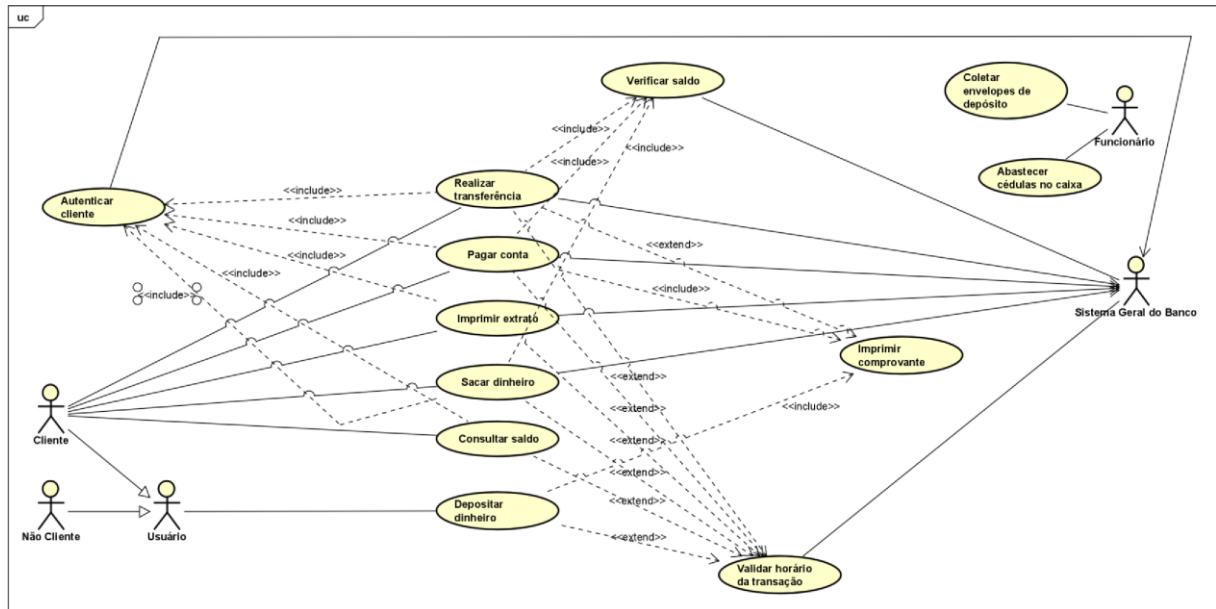 uc
Verificar saldo
Coletar
envelopes de
depósito
Funcionário
<<include>>
<<include>>
<<include>>
Abastecer
cédulas no caixa
Autenticar
cliente
<<include>>
Realizar
transferência
<<include>>
<<extend>>
Pagar conta
<<include>>
<<include>>
<<include>>
Sistema Geral do Banco
Imprimir extrato
Imprimir
comprovante
Sacar dinheiro
<<extend>>
<<include>>
<<extend>>
Cliente
Consultar saldo
<<extend>>
<<extend>>
<<extend>>
Depositar
dinheiro
<<extend>>
Não Cliente
Usuário
Validar horário
da transação